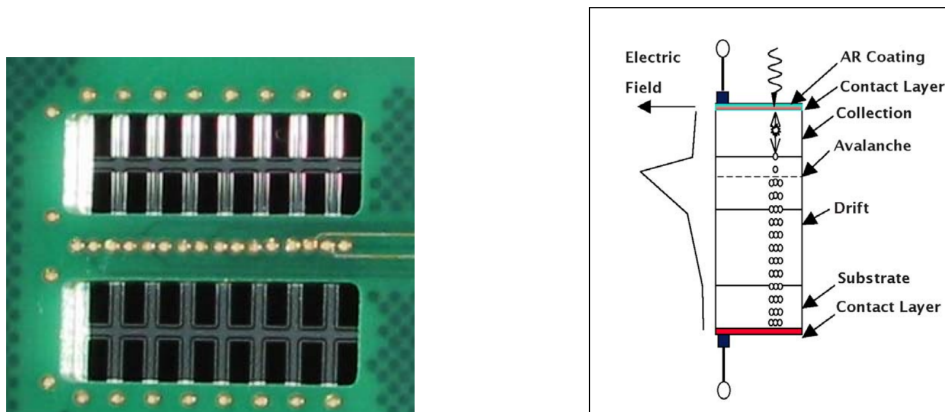 Electric
Field
AR Coating
Contact Layer
Collection
Avalanche
Drift
Substrate
Contact Layer